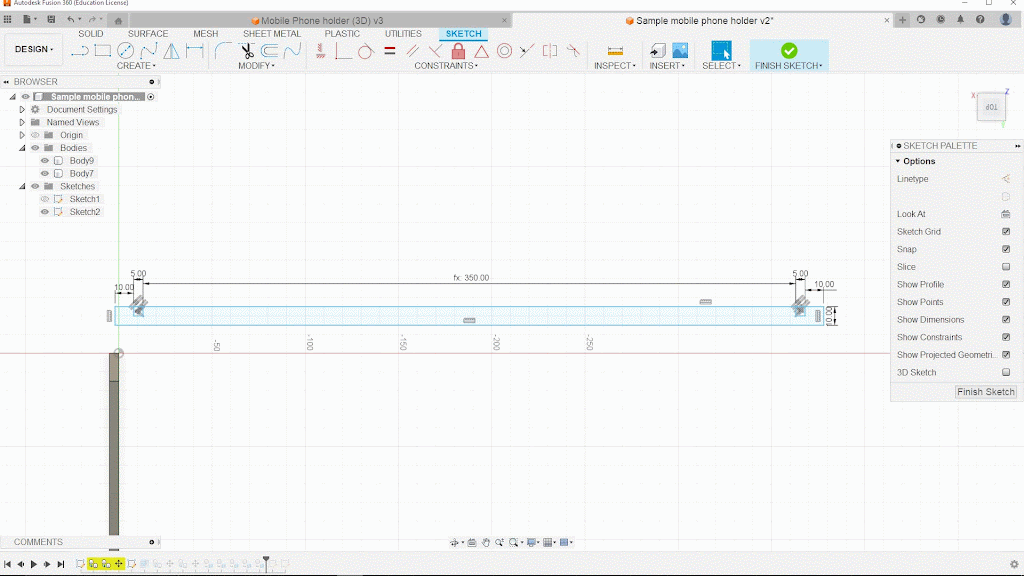 Autodesk Fusion 360 (Education License)
Mobile Phone holder (3D) v3
Sample mobile phone holder v2*
SOLID SURFACE MESH SHEET METAL PLASTIC UTILITIES SKETCH
DESIGN
CREATE MODIFY CONSTRAINTS INSPECT INSERT SELECT FINISH SKETCH
BROWSER
Sample mobile phon...
Document Settings
Named Views
Origin
Bodies
Body9
Body7
Sketches
Sketch1
Sketch2
X Z
TOP
Y
SKETCH PALETTE
Options
Linetype
Look At
Sketch Grid
Snap
Slice
Show Profile
Show Points
Show Dimensions
Show Constraints
Show Projected Geometri...
3D Sketch
Finish Sketch
5.00 fx: 350.00 5.00
10.00 10.00
10.00
-50 -100 -150 -200 -250
COMMENTS